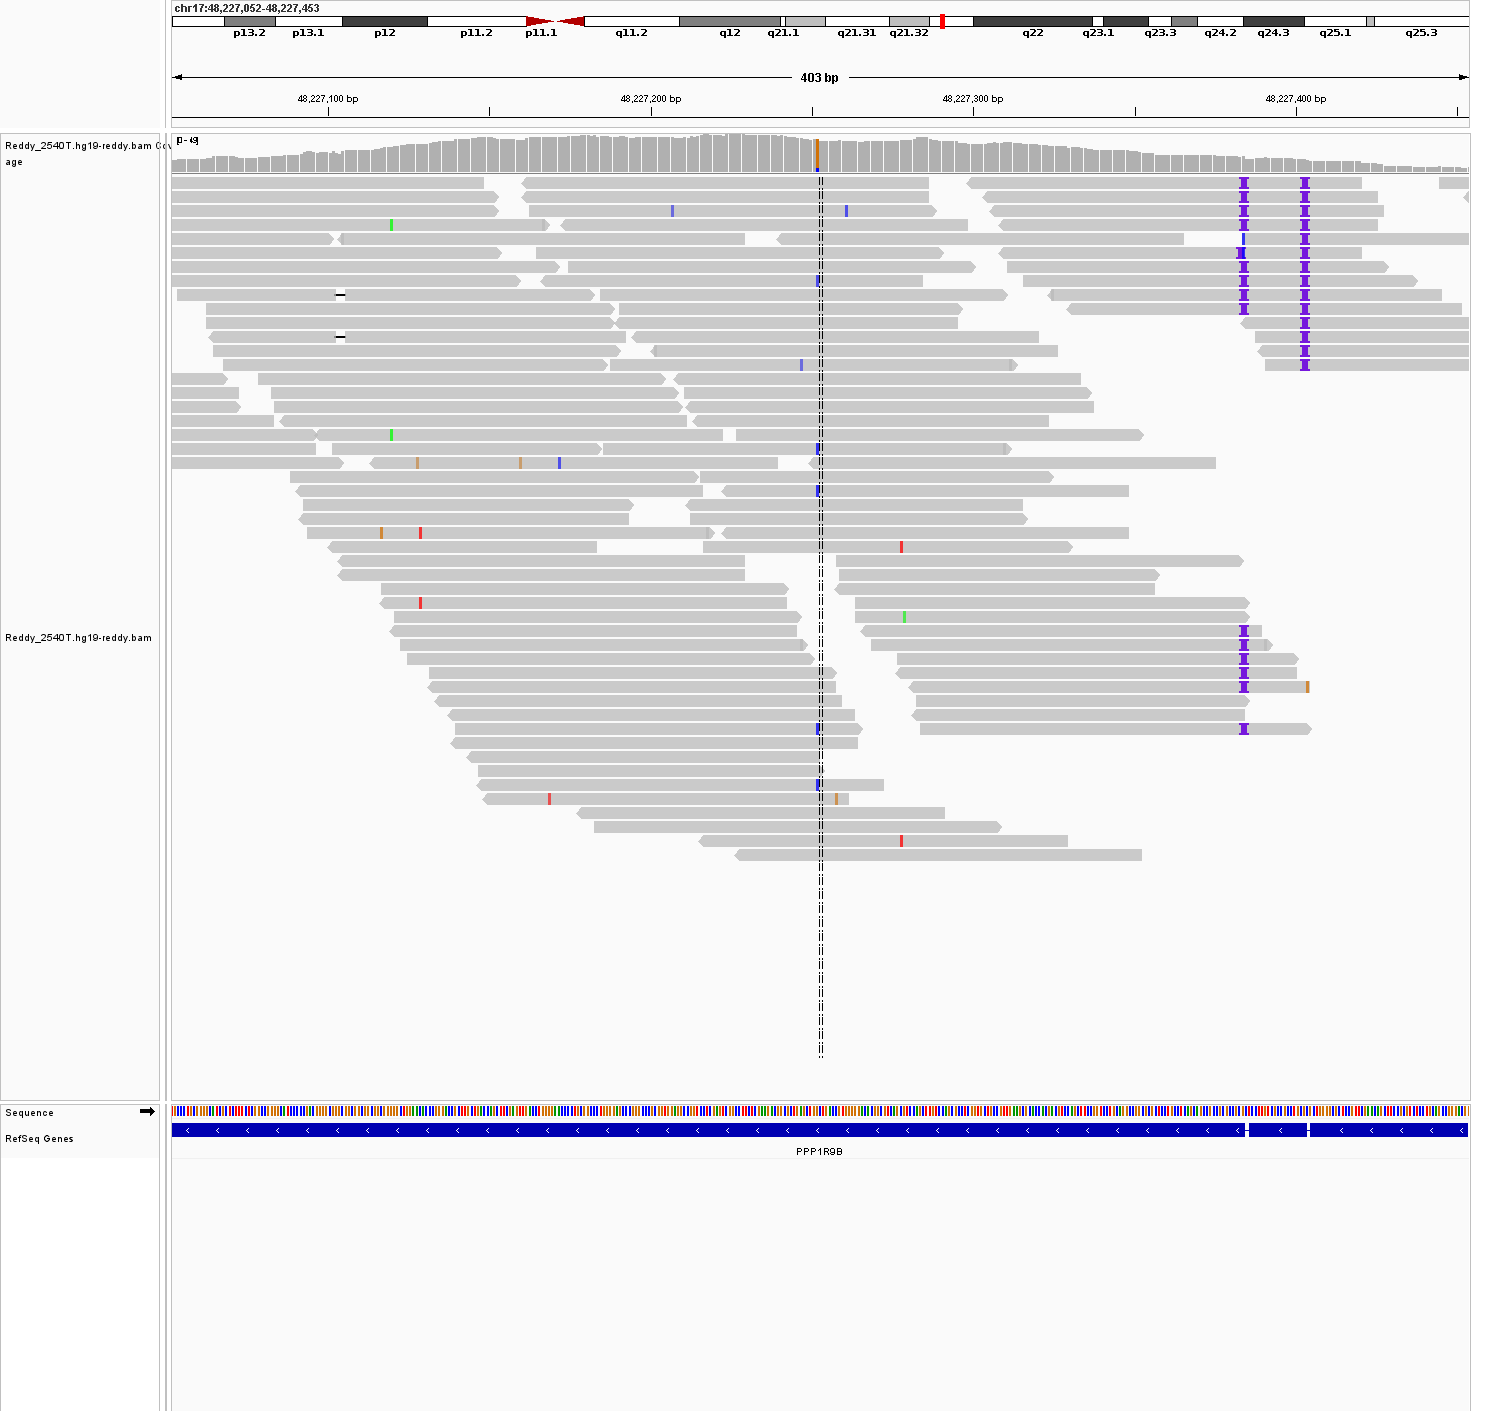 chr17:48,227,052-48,227,453
p13.2 p13.1 p12 p11.2 p11.1 q11.2 q12 q21.1 q21.31 q21.32 q22 q23.1 q23.3 q24.2 q24.3 q25.1 q25.3
403 bp
48,227,100 bp 48,227,200 bp 48,227,300 bp 48,227,400 bp
Reddy_2540T.hg19-reddy.bam Cov
age
Reddy_2540T.hg19-reddy.bam
Sequence
RefSeq Genes
PPP1R9B